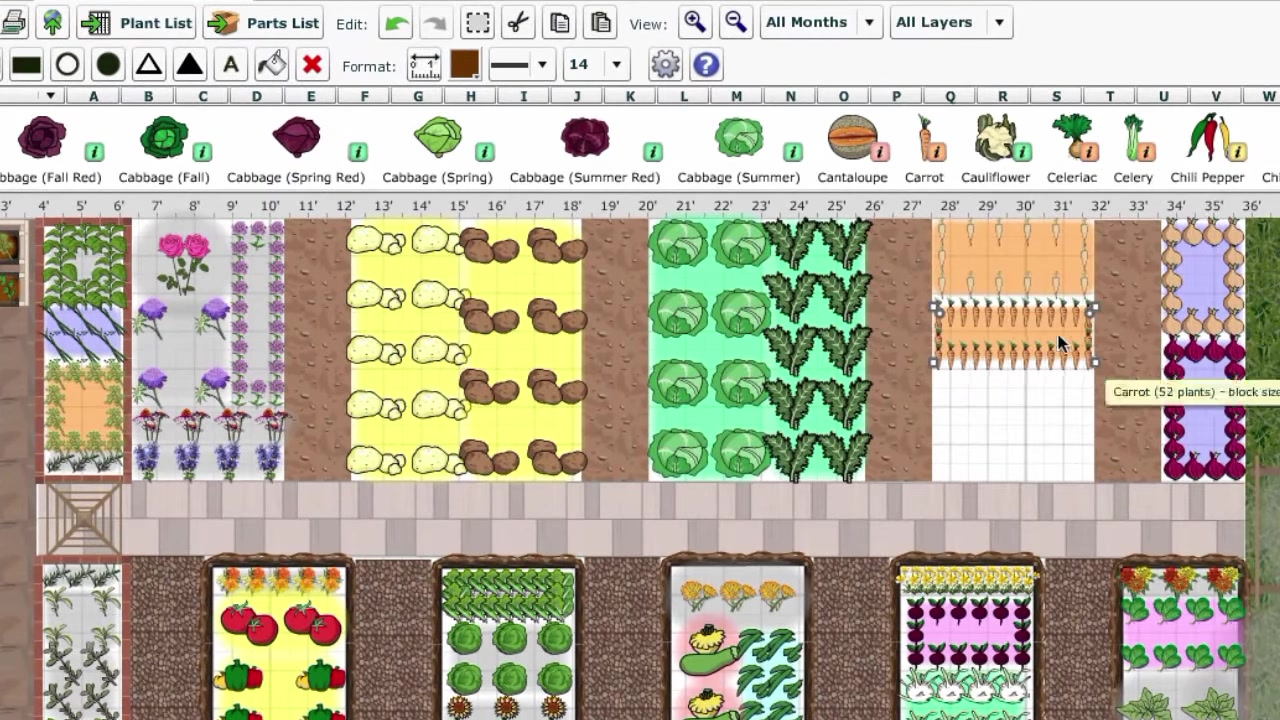 Plant List Parts List Edit: View: All Months All Layers
A Format: 1 14 ?
A B C D E F G H I J K L M N O P Q R S T U V W
i i i i i i i i i i i i
bbage (Fall Red) Cabbage (Fall) Cabbage (Spring Red) Cabbage (Spring) Cabbage (Summer Red) Cabbage (Summer) Cantaloupe Carrot Cauliflower Celeriac Celery Chili Pepper Chi
3' 4' 5' 6' 7' 8' 9' 10' 11' 12' 13' 14' 15' 16' 17' 18' 19' 20' 21' 22' 23' 24' 25' 26' 27' 28' 29' 30' 31' 32' 33' 34' 35' 36'
Carrot (52 plants) - block size